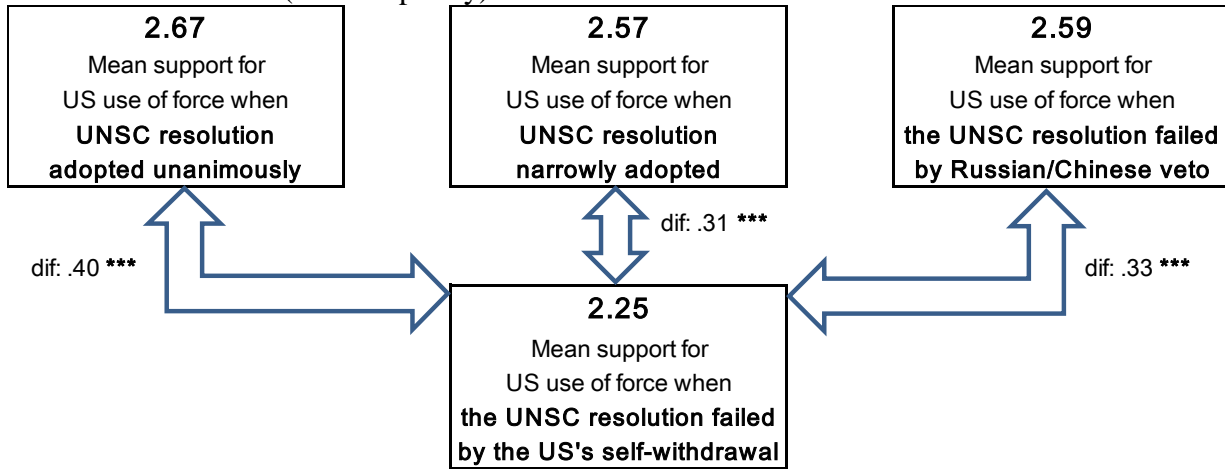 2.67
Mean support for
US use of force when
UNSC resolution
adopted unanimously
2.57
Mean support for
US use of force when
UNSC resolution
narrowly adopted
2.59
Mean support for
US use of force when
the UNSC resolution failed
by Russian/Chinese veto
dif: .40 ***
dif: .31 ***
dif: .33 ***
2.25
Mean support for
US use of force when
the UNSC resolution failed
by the US's self-withdrawal